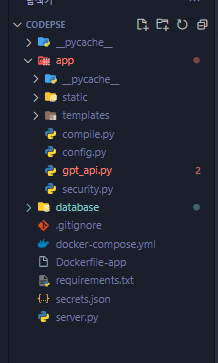 CODEPSE
__pycache__
app
__pycache__
static
templates
compile.py
config.py
gpt_api.py 2
security.py
database
.gitignore
docker-compose.yml
Dockerfile-app
requirements.txt
secrets.json
server.py